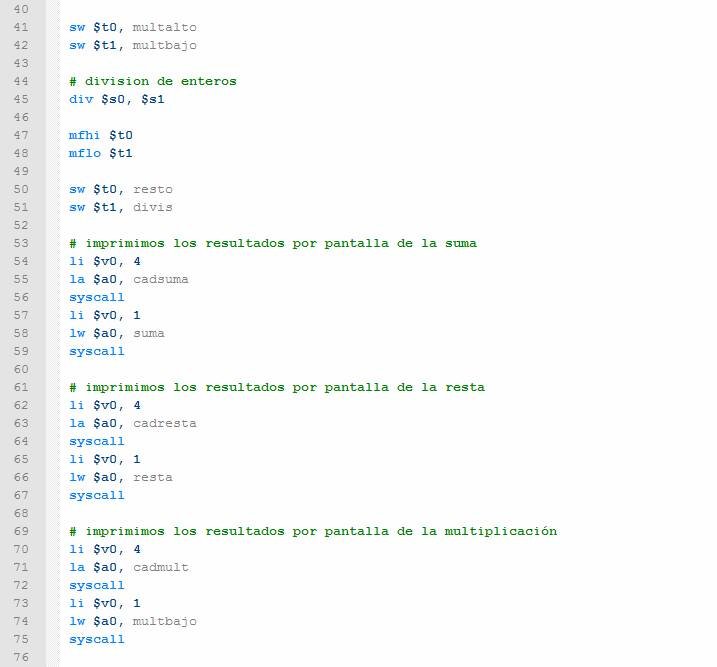 40
41 sw $t0, multalto
42 sw $t1, multbajo
43
44 # division de enteros
45 div $s0, $s1
46
47 mfhi $t0
48 mflo $t1
49
50 sw $t0, resto
51 sw $t1, divis
52
53 # imprimimos los resultados por pantalla de la suma
54 li $v0, 4
55 la $a0, cadsuma
56 syscall
57 li $v0, 1
58 lw $a0, suma
59 syscall
60
61 # imprimimos los resultados por pantalla de la resta
62 li $v0, 4
63 la $a0, cadresta
64 syscall
65 li $v0, 1
66 lw $a0, resta
67 syscall
68
69 # imprimimos los resultados por pantalla de la multiplicación
70 li $v0, 4
71 la $a0, cadmult
72 syscall
73 li $v0, 1
74 lw $a0, multbajo
75 syscall
76